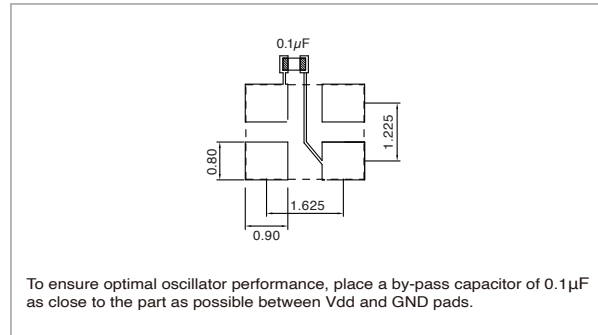 0.1µF
1.225
0.80
1.625
0.90
To ensure optimal oscillator performance, place a by-pass capacitor of 0.1µF
as close to the part as possible between Vdd and GND pads.